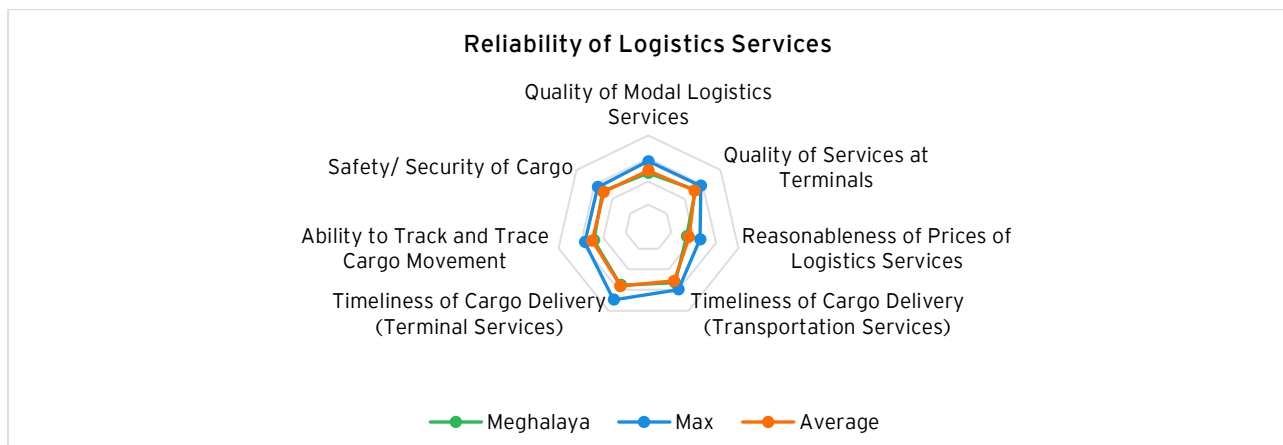 Reliability of Logistics Services
Quality of Modal Logistics
Services
Quality of Services at
Terminals
Reasonableness of Prices of
Logistics Services
Timeliness of Cargo Delivery
(Transportation Services)
Timeliness of Cargo Delivery
(Terminal Services)
Ability to Track and Trace
Cargo Movement
Safety/ Security of Cargo
Meghalaya
Max
Average